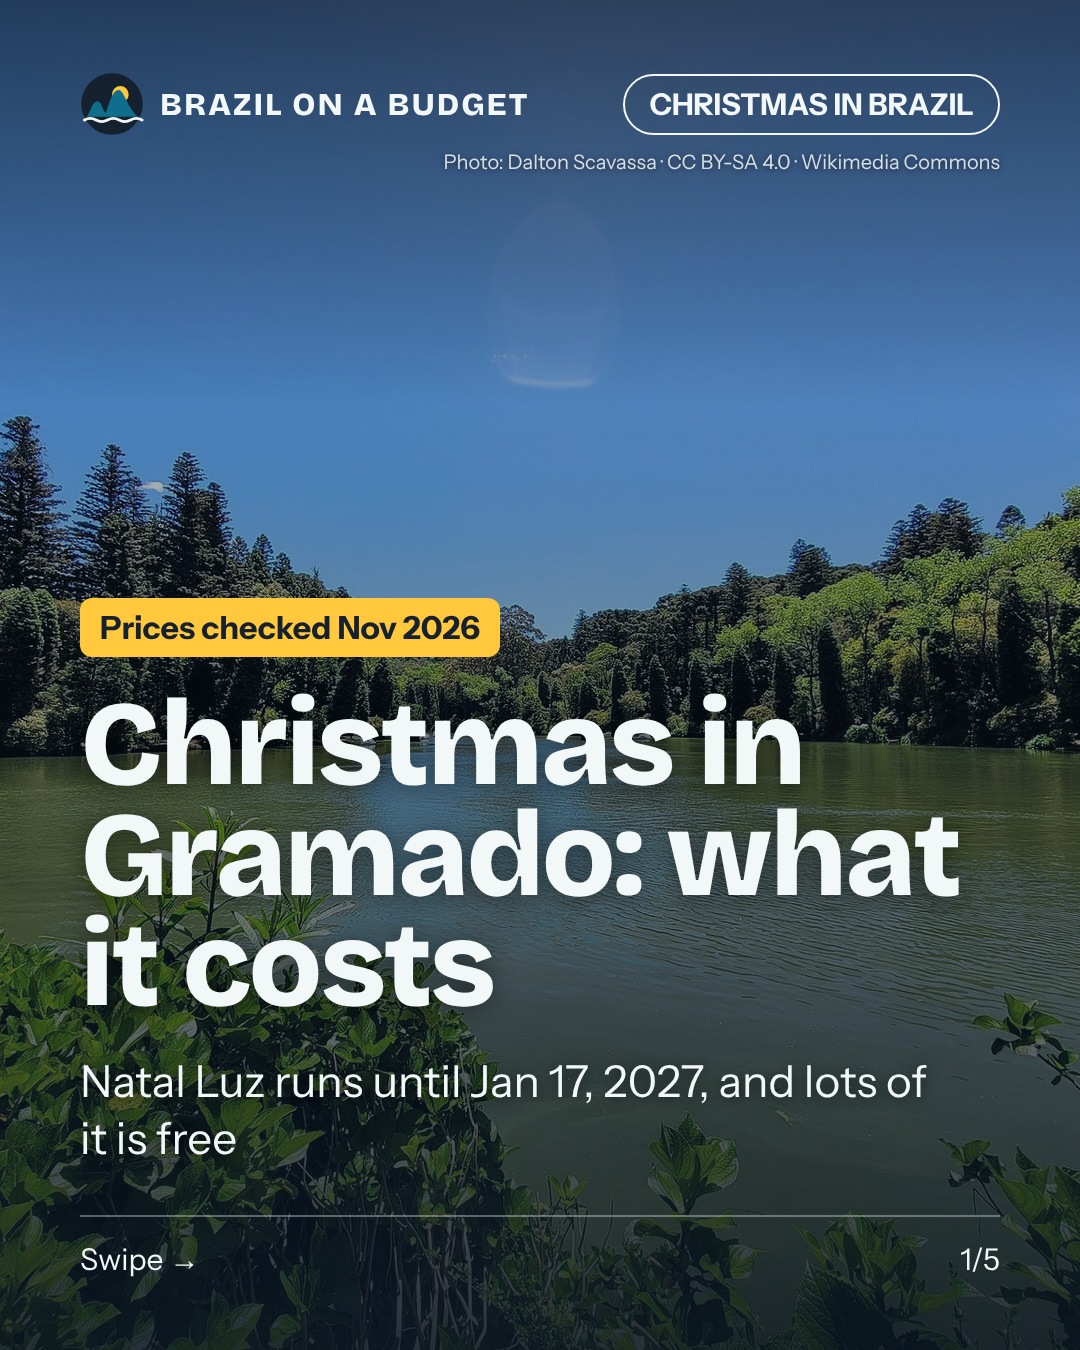 BRAZIL ON A BUDGET
CHRISTMAS IN BRAZIL
Photo: Dalton Scavassa · CC BY-SA 4.0 · Wikimedia Commons
Prices checked Nov 2026
Christmas in
Gramado: what
it costs
Natal Luz runs until Jan 17, 2027, and lots of
it is free
Swipe →
1/5